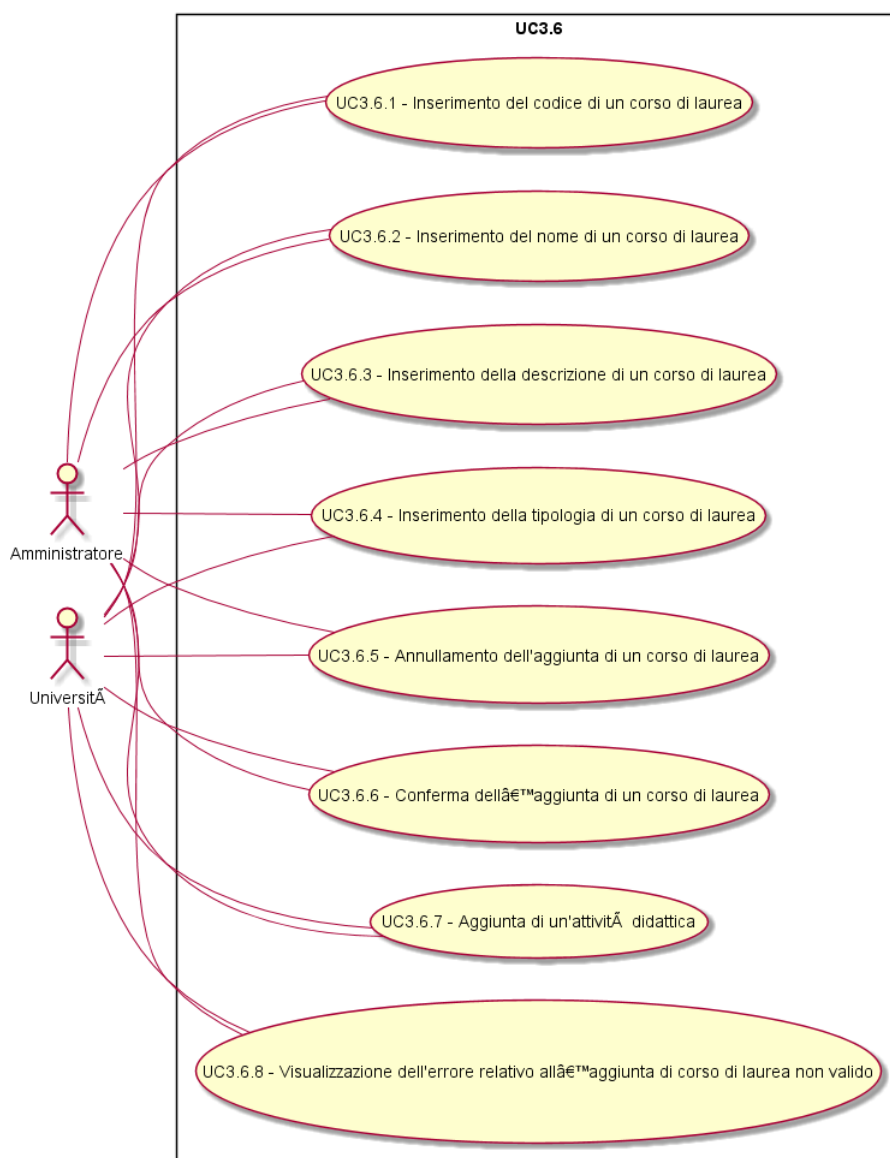 UC3.6
UC3.6.1 - Inserimento del codice di un corso di laurea
UC3.6.2 - Inserimento del nome di un corso di laurea
UC3.6.3 - Inserimento della descrizione di un corso di laurea
UC3.6.4 - Inserimento della tipologia di un corso di laurea
Amministratore
UC3.6.5 - Annullamento dell'aggiunta di un corso di laurea
UniversitÃ
UC3.6.6 - Conferma dellâ€™aggiunta di un corso di laurea
UC3.6.7 - Aggiunta di un'attivitÃ  didattica
UC3.6.8 - Visualizzazione dell'errore relativo allâ€™aggiunta di corso di laurea non valido